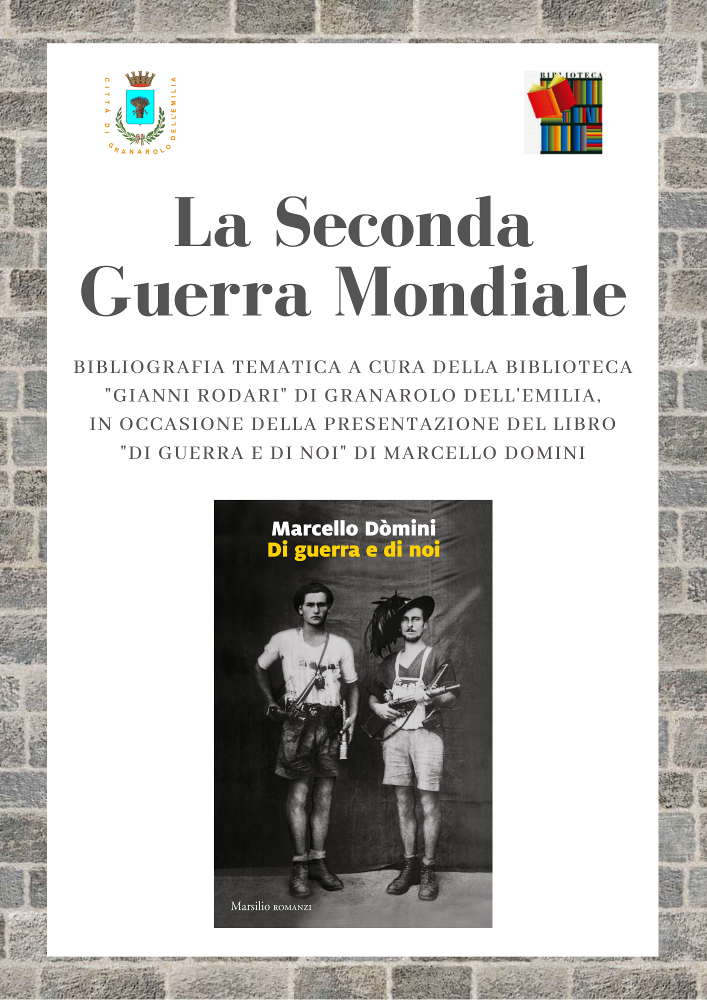 CITTÀ DI GRANAROLO DELL'EMILIA
BIBLIOTECA
La Seconda
Guerra Mondiale
BIBLIOGRAFIA TEMATICA A CURA DELLA BIBLIOTECA
"GIANNI RODARI" DI GRANAROLO DELL'EMILIA,
IN OCCASIONE DELLA PRESENTAZIONE DEL LIBRO
"DI GUERRA E DI NOI" DI MARCELLO DOMINI
Marcello Dòmini
Di guerra e di noi
Marsilio ROMANZI